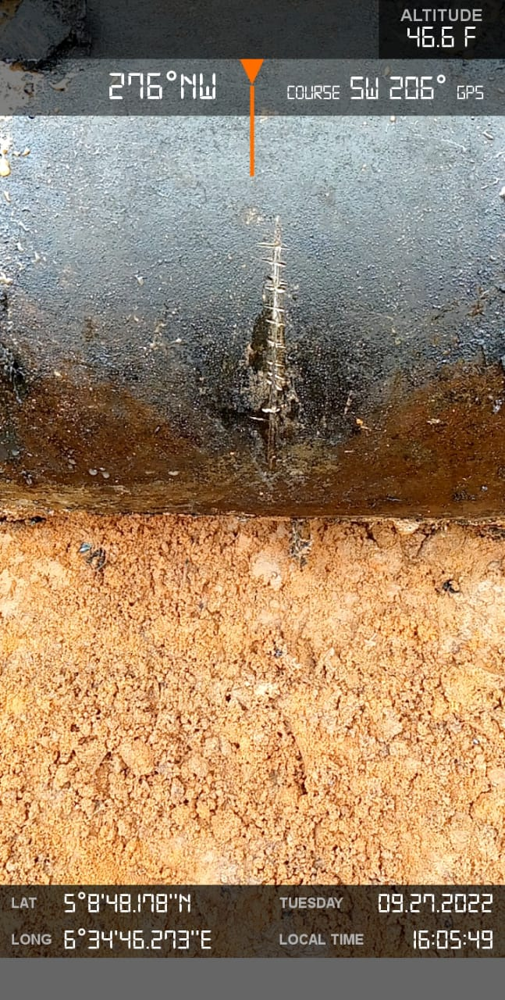 ALTITUDE
46.6 F
276°NW
COURSE SW 206° GPS
LAT 5°8'48.178"N
TUESDAY 09.27.2022
LONG 6°34'46.273"E
LOCAL TIME 16:05:49